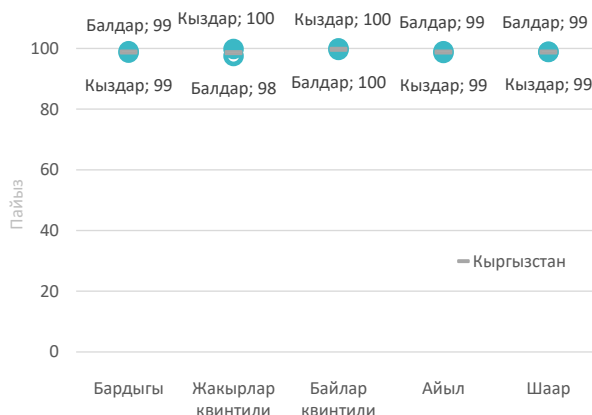 Балдар; 99
Кыздар; 100
Кыздар; 100
Балдар; 99
Балдар; 99
Кыздар; 99
Балдар; 98
Балдар; 100
Кыздар; 99
Кыздар; 99
100
80
60
40
20
0
Пайыз
Кыргызстан
Бардыгы
Жакырлар квинтили
Байлар квинтили
Айыл
Шаар